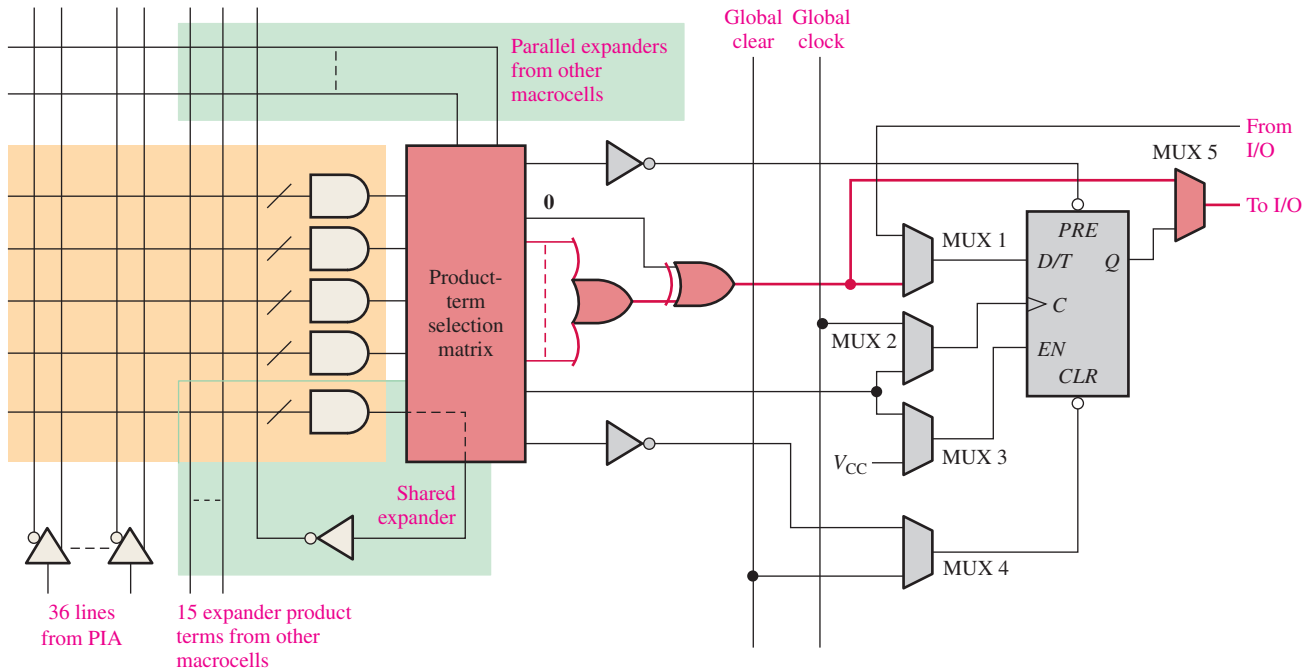 Global
clear
Global
clock
Parallel expanders
from other
macrocells
From
I/O
MUX 5
To I/O
0
PRE
MUX 1
D/T
Q
Product-
term
selection
matrix
C
MUX 2
EN
CLR
MUX 3
VCC
Shared
expander
MUX 4
36 lines
from PIA
15 expander product
terms from other
macrocells